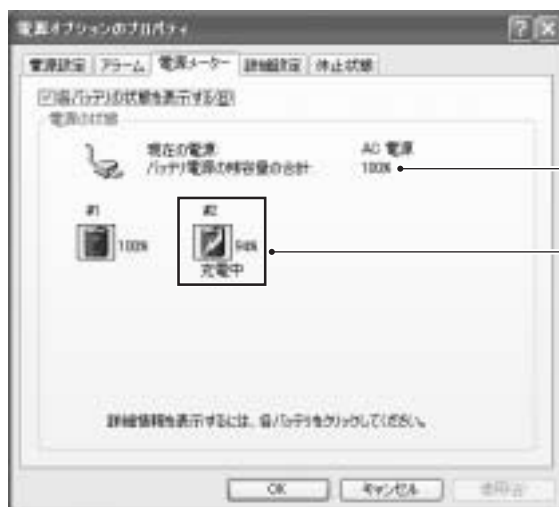 電源オプションのプロパティ
電源設定 アラーム 電源メーター 詳細設定 休止状態
各バッテリの状態を表示する(B)
電源の状態
現在の電源 AC 電源
バッテリ電源の残容量の合計 100%
#1 #2
100% 94%
充電中
詳細情報を表示するには、各バッテリをクリックしてください。
OK キャンセル 適用(A)